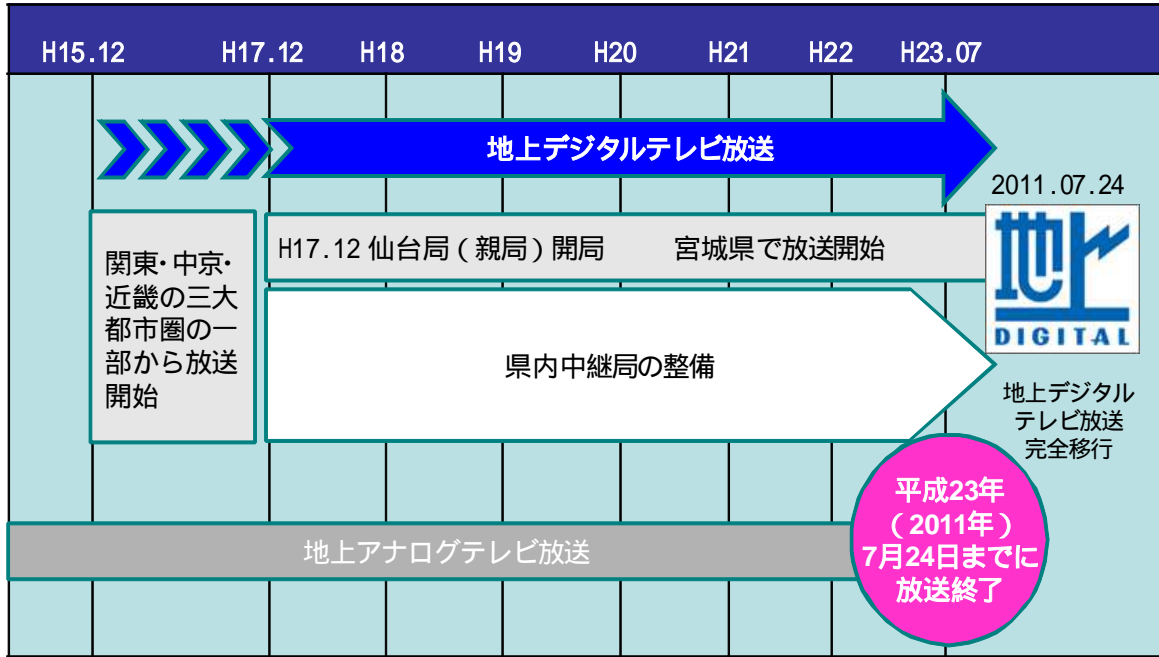 H15.12 H17.12 H18 H19 H20 H21 H22 H23.07
地上デジタルテレビ放送
2011.07.24
地上
DIGITAL
H17.12 仙台局（親局）開局 宮城県で放送開始
関東・中京・
近畿の三大
都市圏の一
部から放送
開始
県内中継局の整備
地上デジタル
テレビ放送
完全移行
平成23年
（2011年）
7月24日までに
放送終了
地上アナログテレビ放送